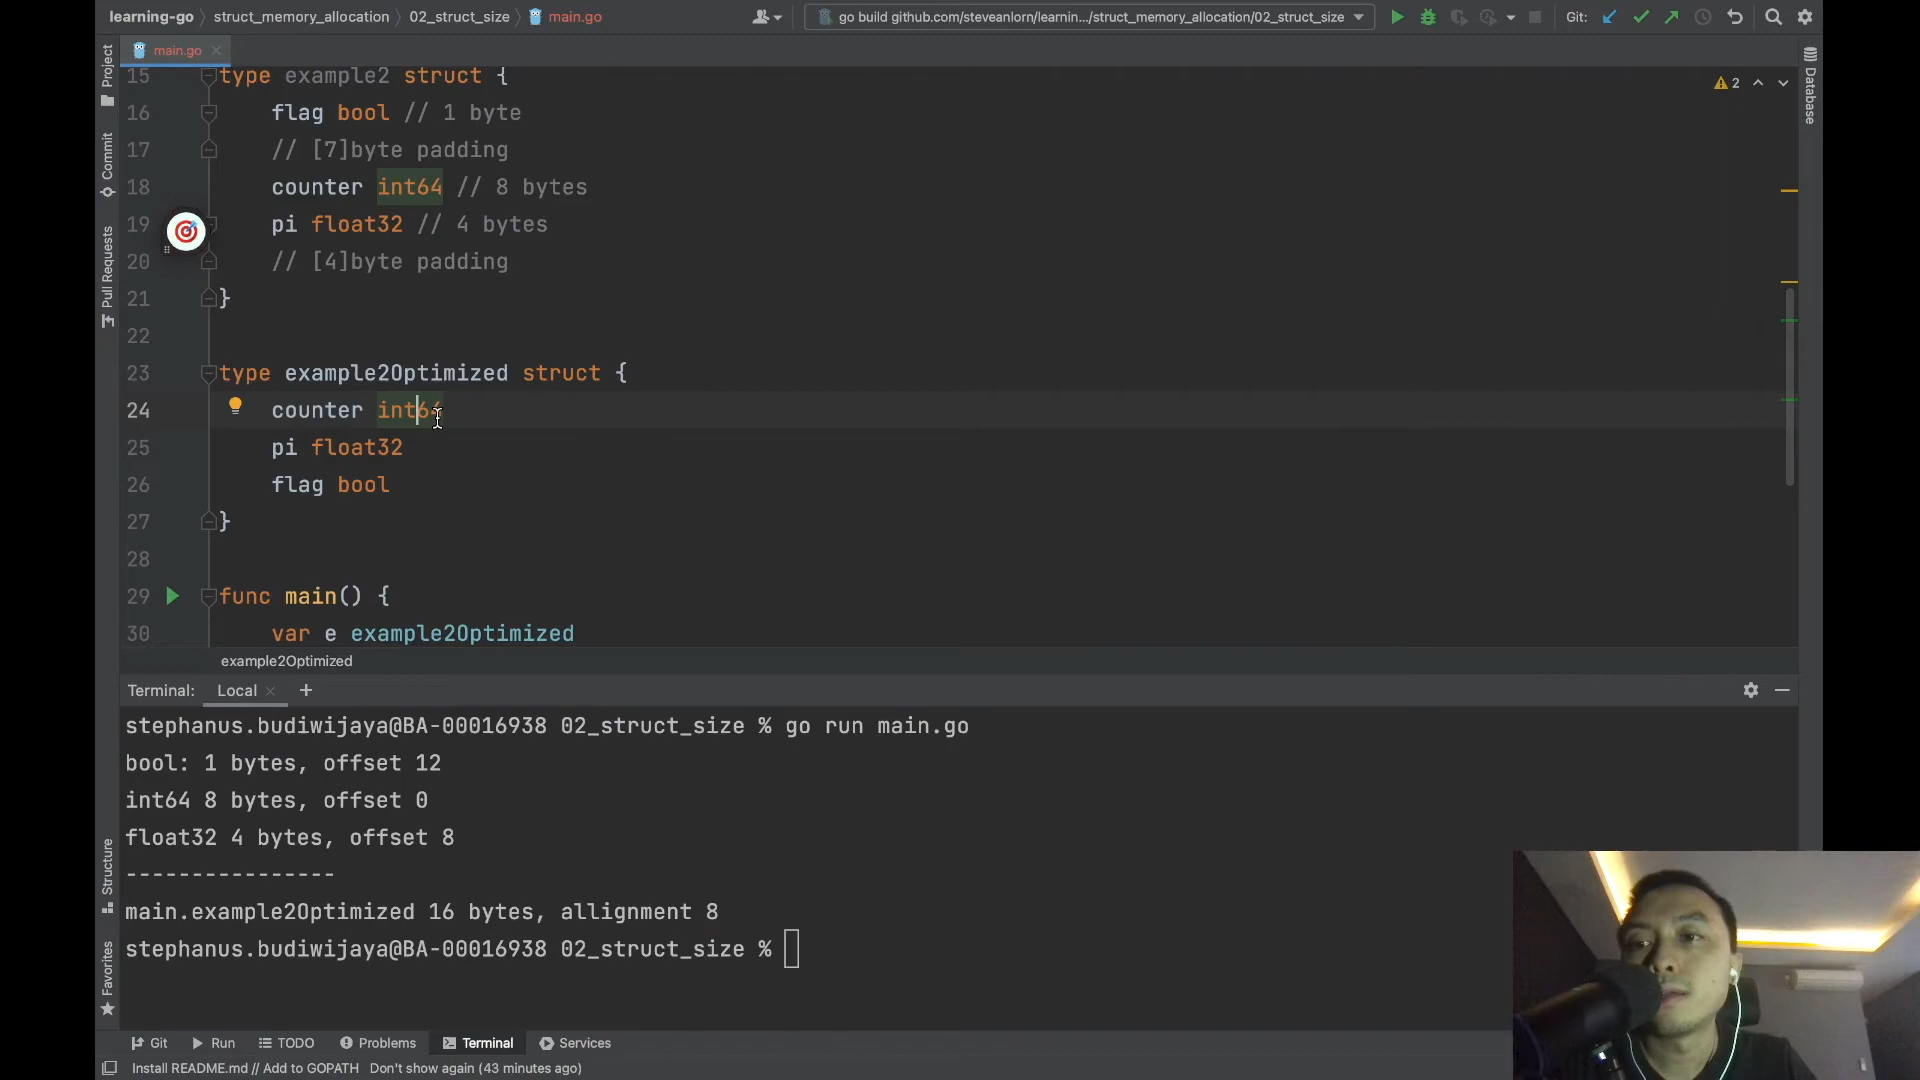 learning-go struct_memory_allocation 02_struct_size main.go
go build github.com/steveanlorn/learnin.../struct_memory_allocation/02_struct_size
Git:
main.go
Project
Commit
Pull Requests
Structure
Favorites
Database
2
15 type example2 struct {
16 flag bool // 1 byte
17 // [7]byte padding
18 counter int64 // 8 bytes
19 pi float32 // 4 bytes
20 // [4]byte padding
21 }
22
23 type example2Optimized struct {
24 counter int64
25 pi float32
26 flag bool
27 }
28
29 func main() {
30 var e example2Optimized
example2Optimized
Terminal: Local
stephanus.budiwijaya@BA-00016938 02_struct_size % go run main.go
bool: 1 bytes, offset 12
int64 8 bytes, offset 0
float32 4 bytes, offset 8
----------------
main.example2Optimized 16 bytes, allignment 8
stephanus.budiwijaya@BA-00016938 02_struct_size %
Git Run TODO Problems Terminal Services
Install README.md // Add to GOPATH Don't show again (43 minutes ago)